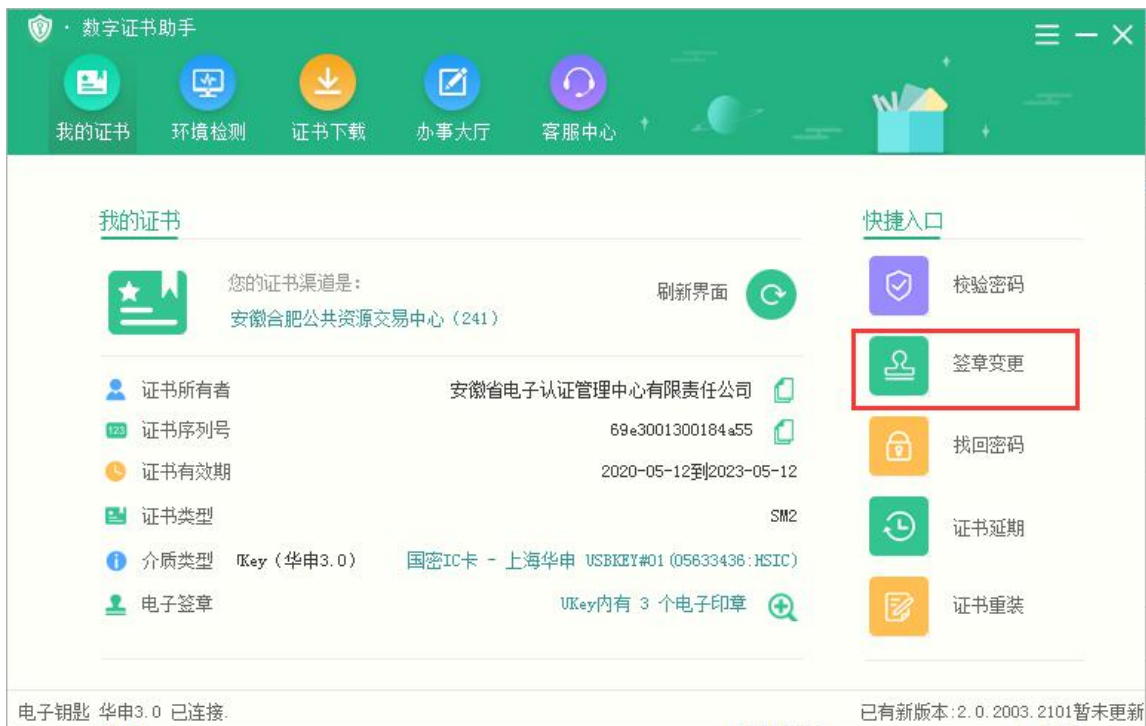 · 数字证书助手
我的证书 环境检测 证书下载 办事大厅 客服中心
我的证书
您的证书渠道是：
安徽合肥公共资源交易中心（241）
刷新界面
证书所有者 安徽省电子认证管理中心有限责任公司
123 证书序列号 69e3001300184a55
证书有效期 2020-05-12到2023-05-12
证书类型 SM2
介质类型 UKey（华申3.0） 国密IC卡 - 上海华申 USBKEY#01(05633436:HSIC)
电子签章 UKey内有 3 个电子印章
快捷入口
校验密码
签章变更
找回密码
证书延期
证书重装
电子钥匙 华申3.0 已连接.
已有新版本:2.0.2003.2101暂未更新